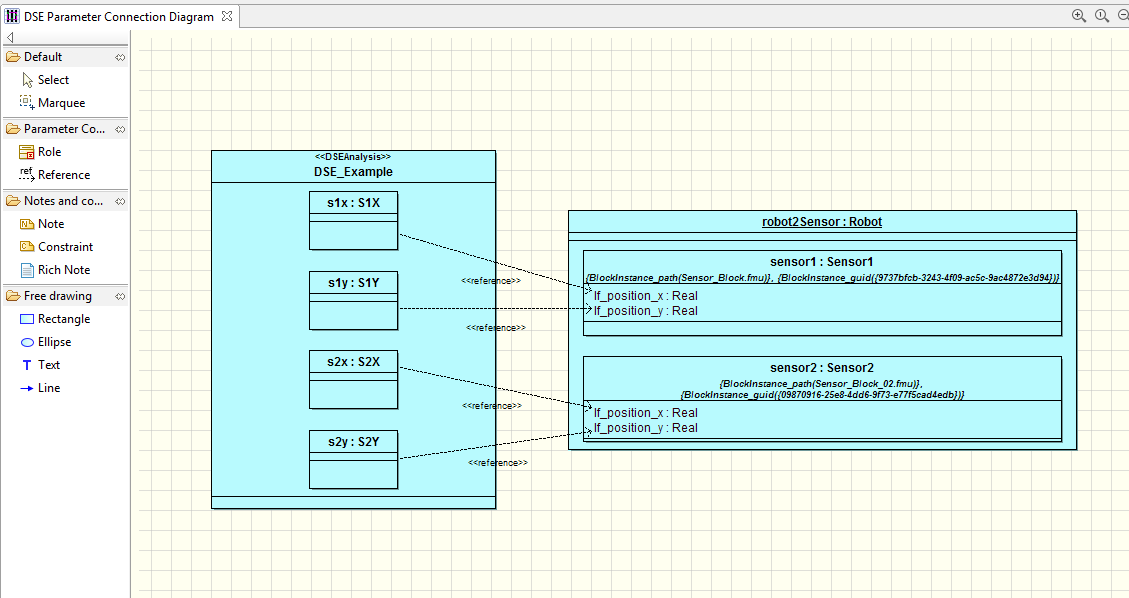 DSE Parameter Connection Diagram
Default
Select
Marquee
Parameter Co...
Role
ref
Reference
Notes and co...
Note
Constraint
Rich Note
Free drawing
Rectangle
Ellipse
T Text
Line
<<DSEAnalysis>>
DSE_Example
s1x : S1X
s1y : S1Y
s2x : S2X
s2y : S2Y
<<reference>>
<<reference>>
<<reference>>
<<reference>>
robot2Sensor : Robot
sensor1 : Sensor1
{BlockInstance_path(Sensor_Block.fmu)}, {BlockInstance_guid({9737bfcb-3243-4f09-ac5c-9ac4872e3d94})}
lf_position_x : Real
lf_position_y : Real
sensor2 : Sensor2
{BlockInstance_path(Sensor_Block_02.fmu)},
{BlockInstance_guid({09870916-25e8-4dd6-9f73-e77f5cad4edb})}
lf_position_x : Real
lf_position_y : Real